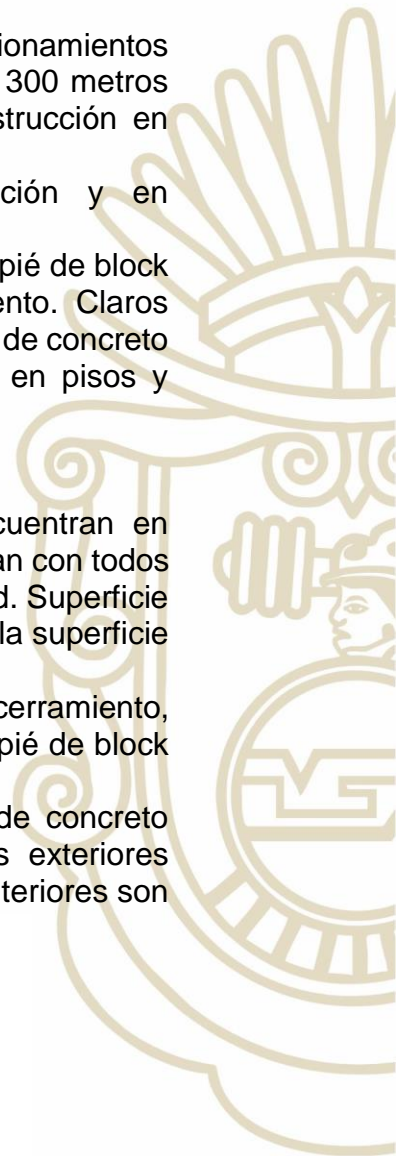 ionamientos
300 metros
strucción en
ción y en
pié de block
ento. Claros
de concreto
en pisos y
cuentran en
an con todos
d. Superficie
la superficie
cerramiento,
pié de block
de concreto
s exteriores
teriores son